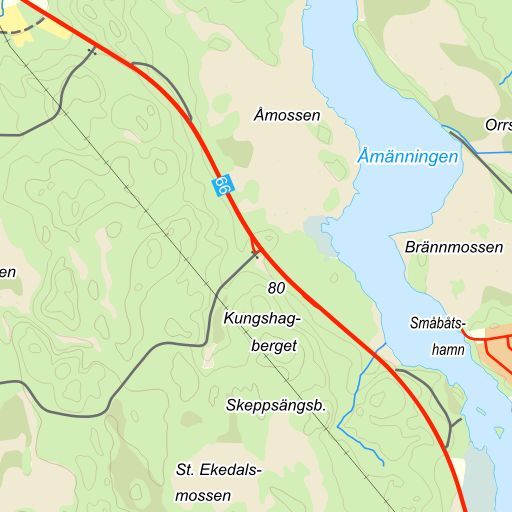 Åmossen
Orrs
Åmänningen
66
Brännmossen
en
80
Kungshag-
berget
Småbåts-
hamn
Skeppsängsb.
St. Ekedals-
mossen